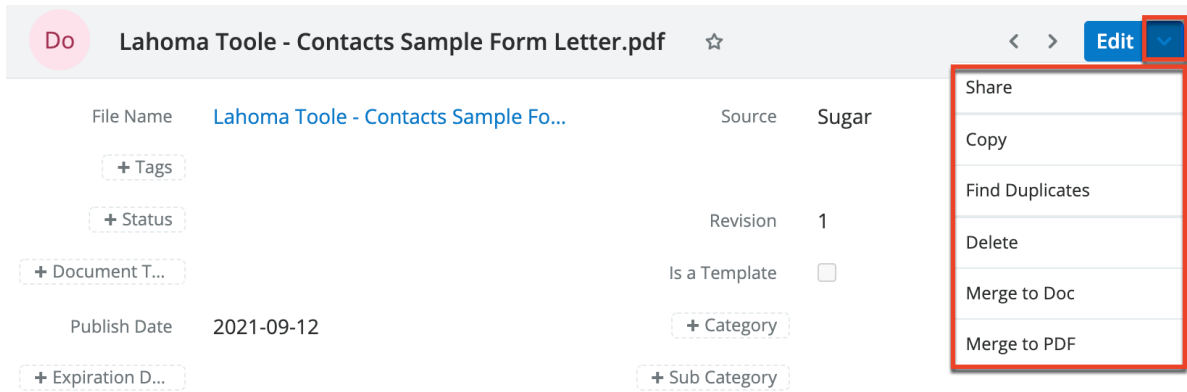 Do
Lahoma Toole - Contacts Sample Form Letter.pdf
Edit
Share
File Name
Lahoma Toole - Contacts Sample Fo...
Source
Sugar
Copy
+ Tags
Find Duplicates
+ Status
Revision
1
Delete
+ Document T...
Is a Template
Merge to Doc
Publish Date
2021-09-12
+ Category
Merge to PDF
+ Expiration D...
+ Sub Category